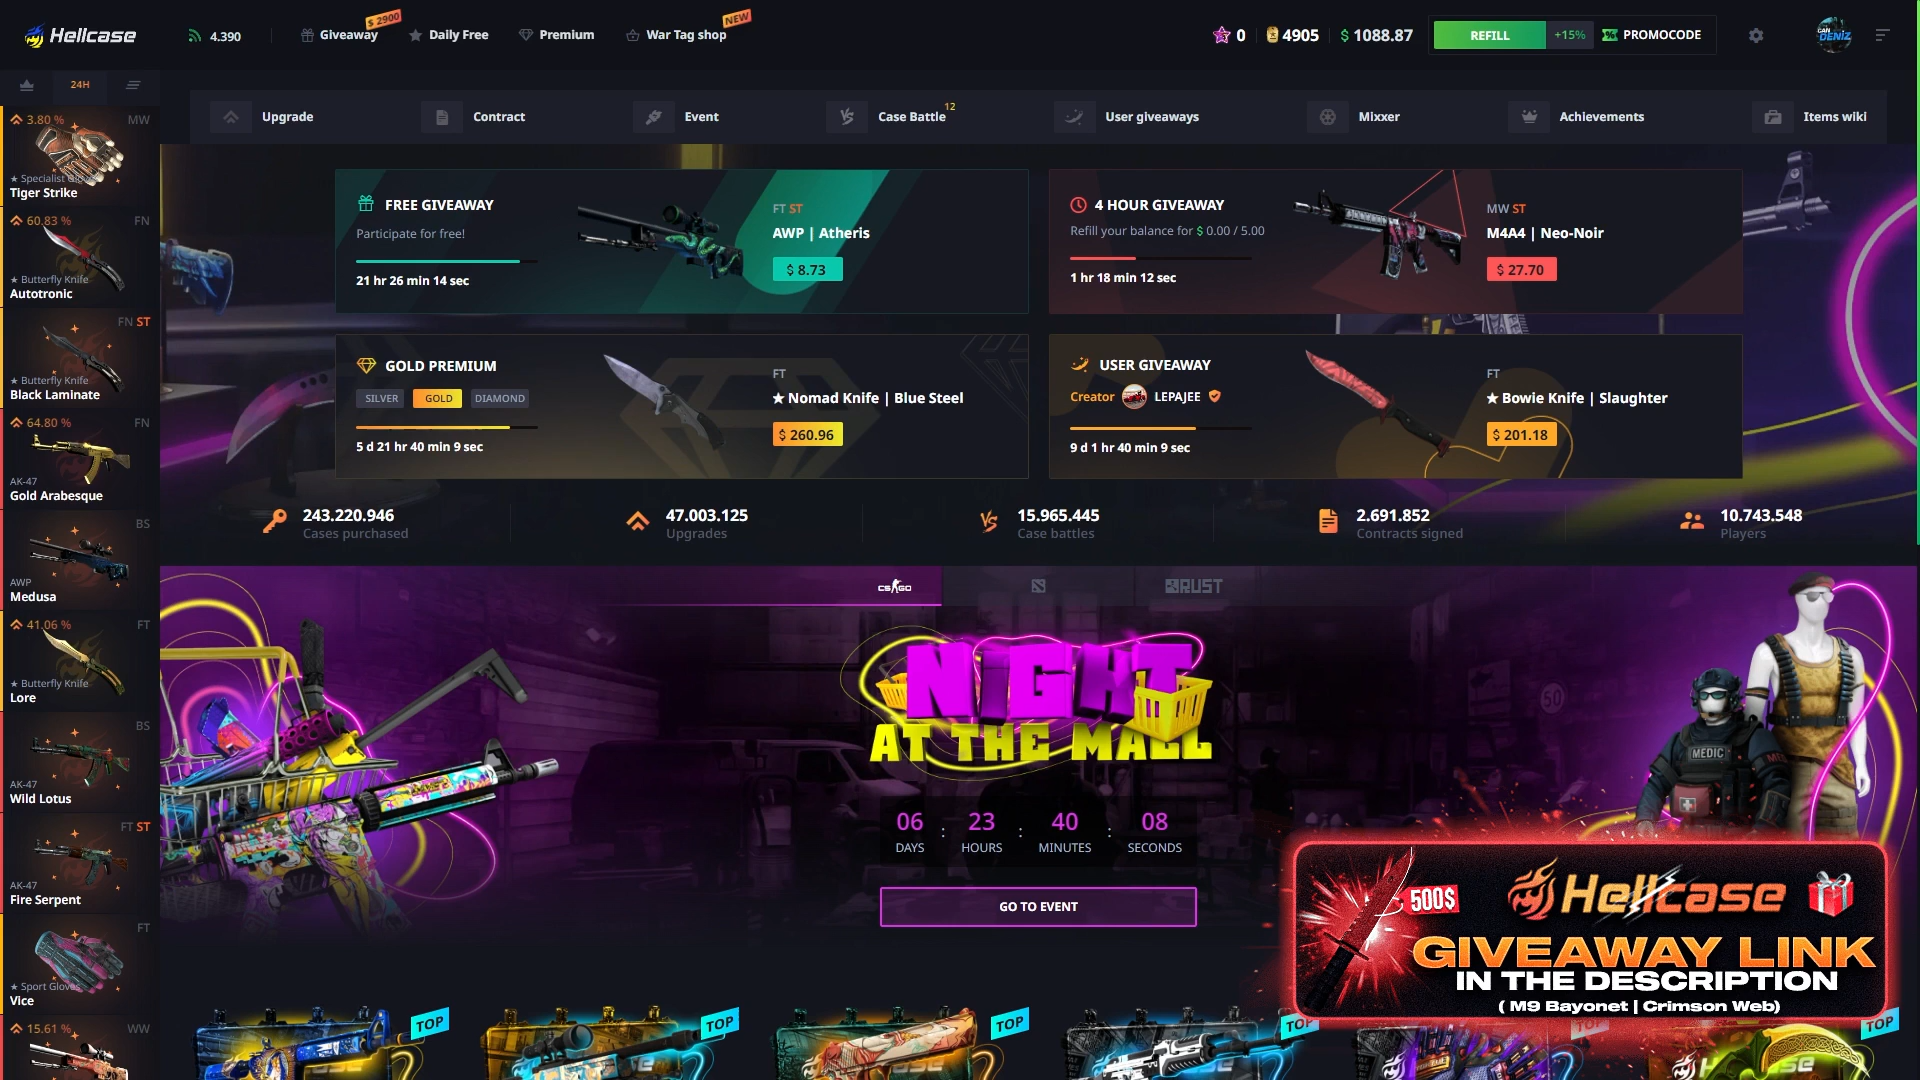 Hellcase
4.390
Giveaway
$ 2900
Daily Free
Premium
War Tag shop
NEW
0
4905
$ 1088.87
REFILL
+15%
PROMOCODE
CAN DENİZ
24H
Upgrade
Contract
Event
Case Battle
12
User giveaways
Mixxer
Achievements
Items wiki
3.80 %
MW
★ Specialist Gloves
Tiger Strike
60.83 %
FN
★ Butterfly Knife
Autotronic
FN ST
★ Butterfly Knife
Black Laminate
64.80 %
FN
AK-47
Gold Arabesque
BS
AWP
Medusa
41.06 %
FT
★ Butterfly Knife
Lore
BS
AK-47
Wild Lotus
FT ST
AK-47
Fire Serpent
FT
★ Sport Gloves
Vice
15.61 %
WW
FREE GIVEAWAY
Participate for free!
21 hr 26 min 14 sec
FT ST
AWP | Atheris
$ 8.73
4 HOUR GIVEAWAY
Refill your balance for $ 0.00 / 5.00
1 hr 18 min 12 sec
MW ST
M4A4 | Neo-Noir
$ 27.70
GOLD PREMIUM
SILVER
GOLD
DIAMOND
5 d 21 hr 40 min 9 sec
FT
★ Nomad Knife | Blue Steel
$ 260.96
USER GIVEAWAY
Creator LEPAJEE
9 d 1 hr 40 min 9 sec
FT
★ Bowie Knife | Slaughter
$ 201.18
243.220.946
Cases purchased
47.003.125
Upgrades
VS
15.965.445
Case battles
2.691.852
Contracts signed
10.743.548
Players
CS GO
RUST
NIGHT
AT THE MALL
06 : 23 : 40 : 08
DAYS HOURS MINUTES SECONDS
GO TO EVENT
50
MEDIC
500$
Hellcase
GIVEAWAY LINK
IN THE DESCRIPTION
( M9 Bayonet | Crimson Web)
TOP
TOP
TOP
TOP
TOP
TOP